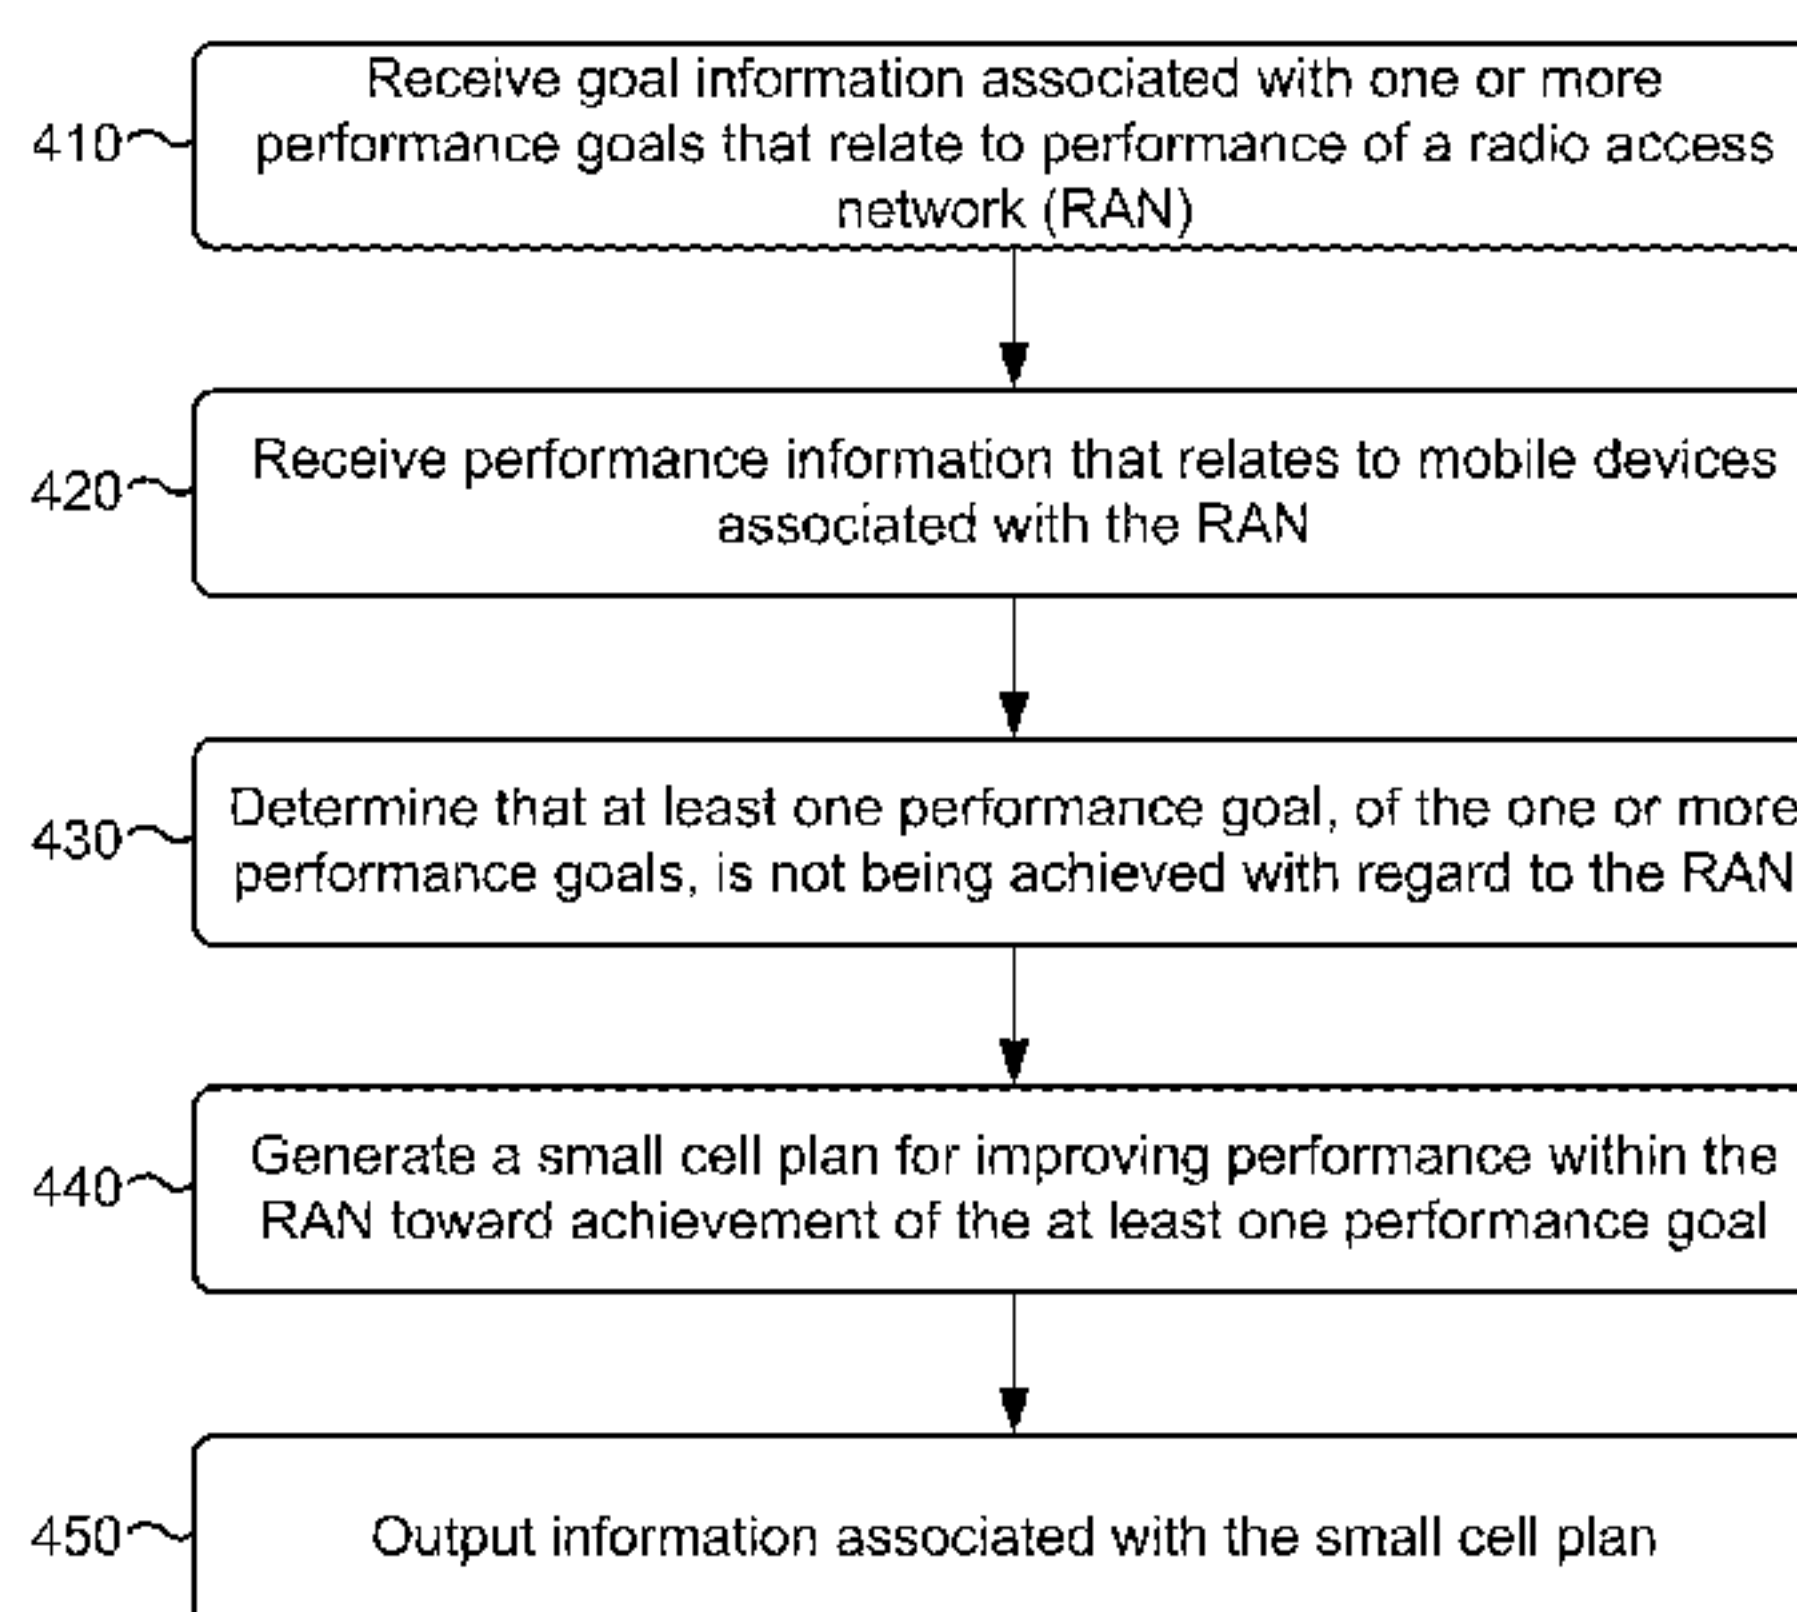 Receive goal information associated with one or more
410 performance goals that relate to performance of a radio access
network (RAN)
Receive performance information that relates to mobile devices
420
associated with the RAN
Determine that at least one performance goal, of the one or more
430
performance goals, is not being achieved with regard to the RAN
Generate a small cell plan for improving performance within the
440
RAN toward achievement of the at least one performance goal
450 Output information associated with the small cell plan